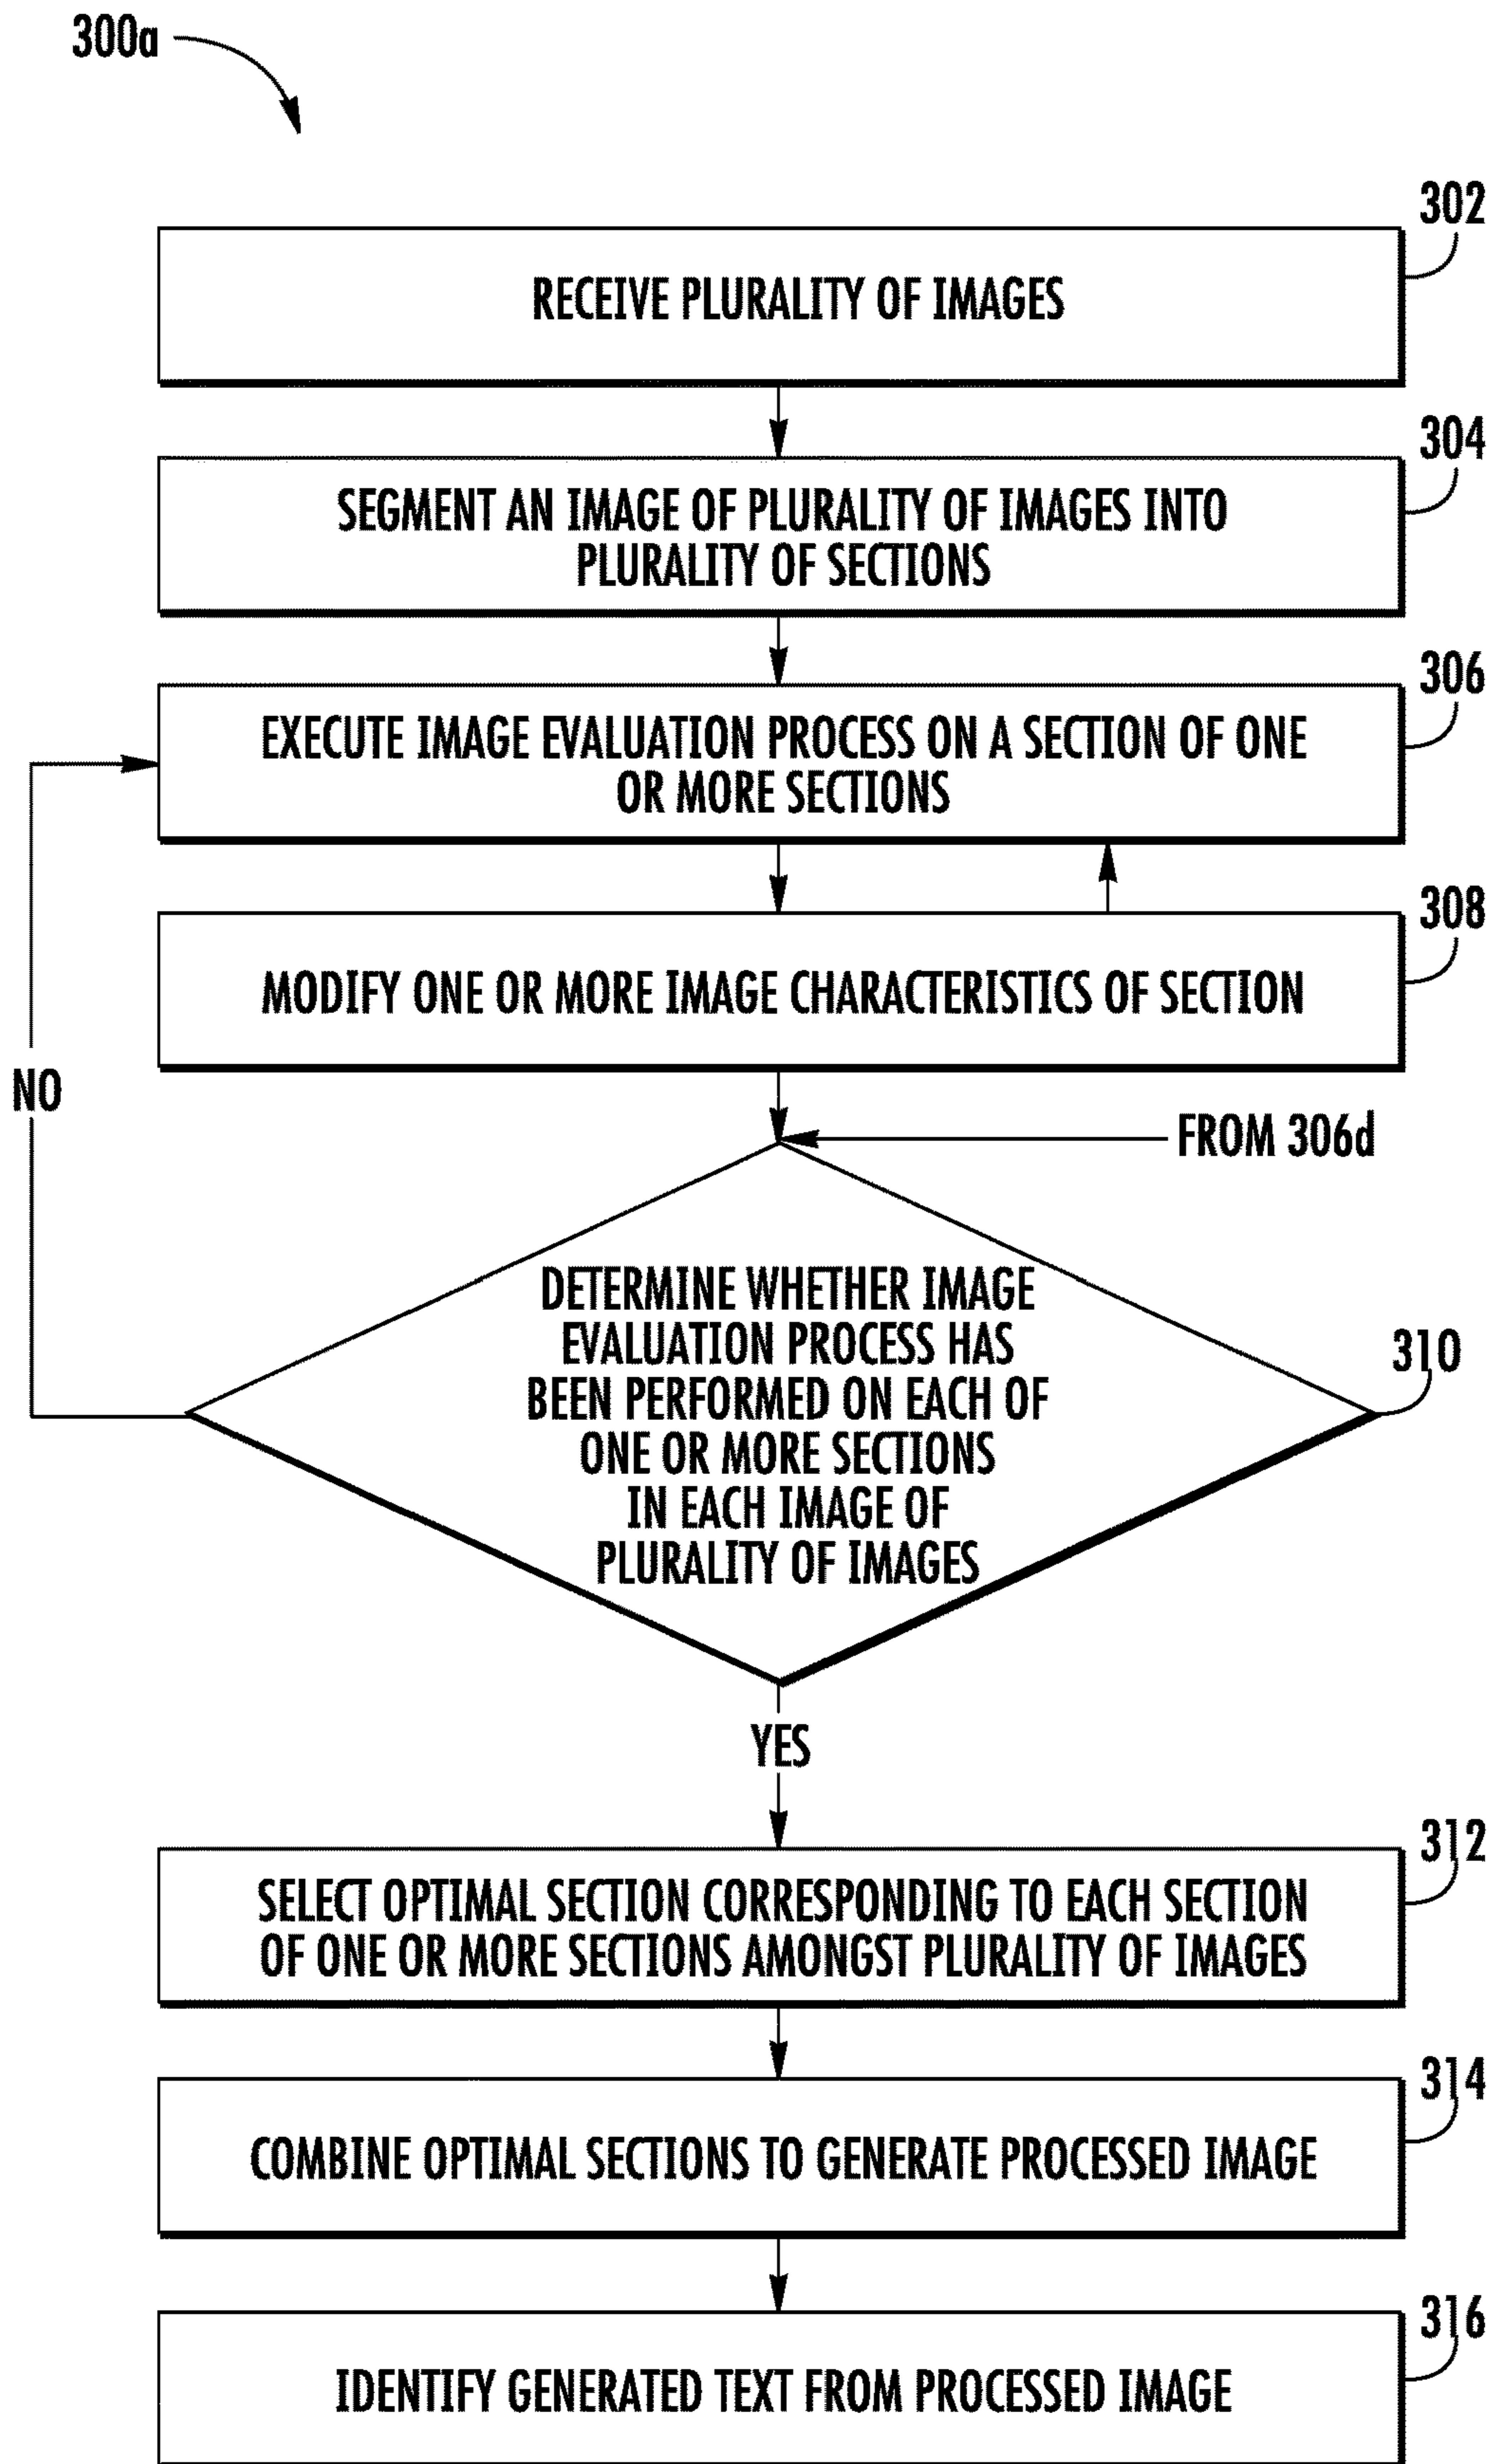 300a
302
RECEIVE PLURALITY OF IMAGES
304
SEGMENT AN IMAGE OF PLURALITY OF IMAGES INTO
PLURALITY OF SECTIONS
306
EXECUTE IMAGE EVALUATION PROCESS ON A SECTION OF ONE
OR MORE SECTIONS
308
MODIFY ONE OR MORE IMAGE CHARACTERISTICS OF SECTION
NO
FROM 306d
DETERMINE WHETHER IMAGE
EVALUATION PROCESS HAS
BEEN PERFORMED ON EACH OF
ONE OR MORE SECTIONS
IN EACH IMAGE OF
PLURALITY OF IMAGES
310
YES
312
SELECT OPTIMAL SECTION CORRESPONDING TO EACH SECTION
OF ONE OR MORE SECTIONS AMONGST PLURALITY OF IMAGES
314
COMBINE OPTIMAL SECTIONS TO GENERATE PROCESSED IMAGE
316
IDENTIFY GENERATED TEXT FROM PROCESSED IMAGE